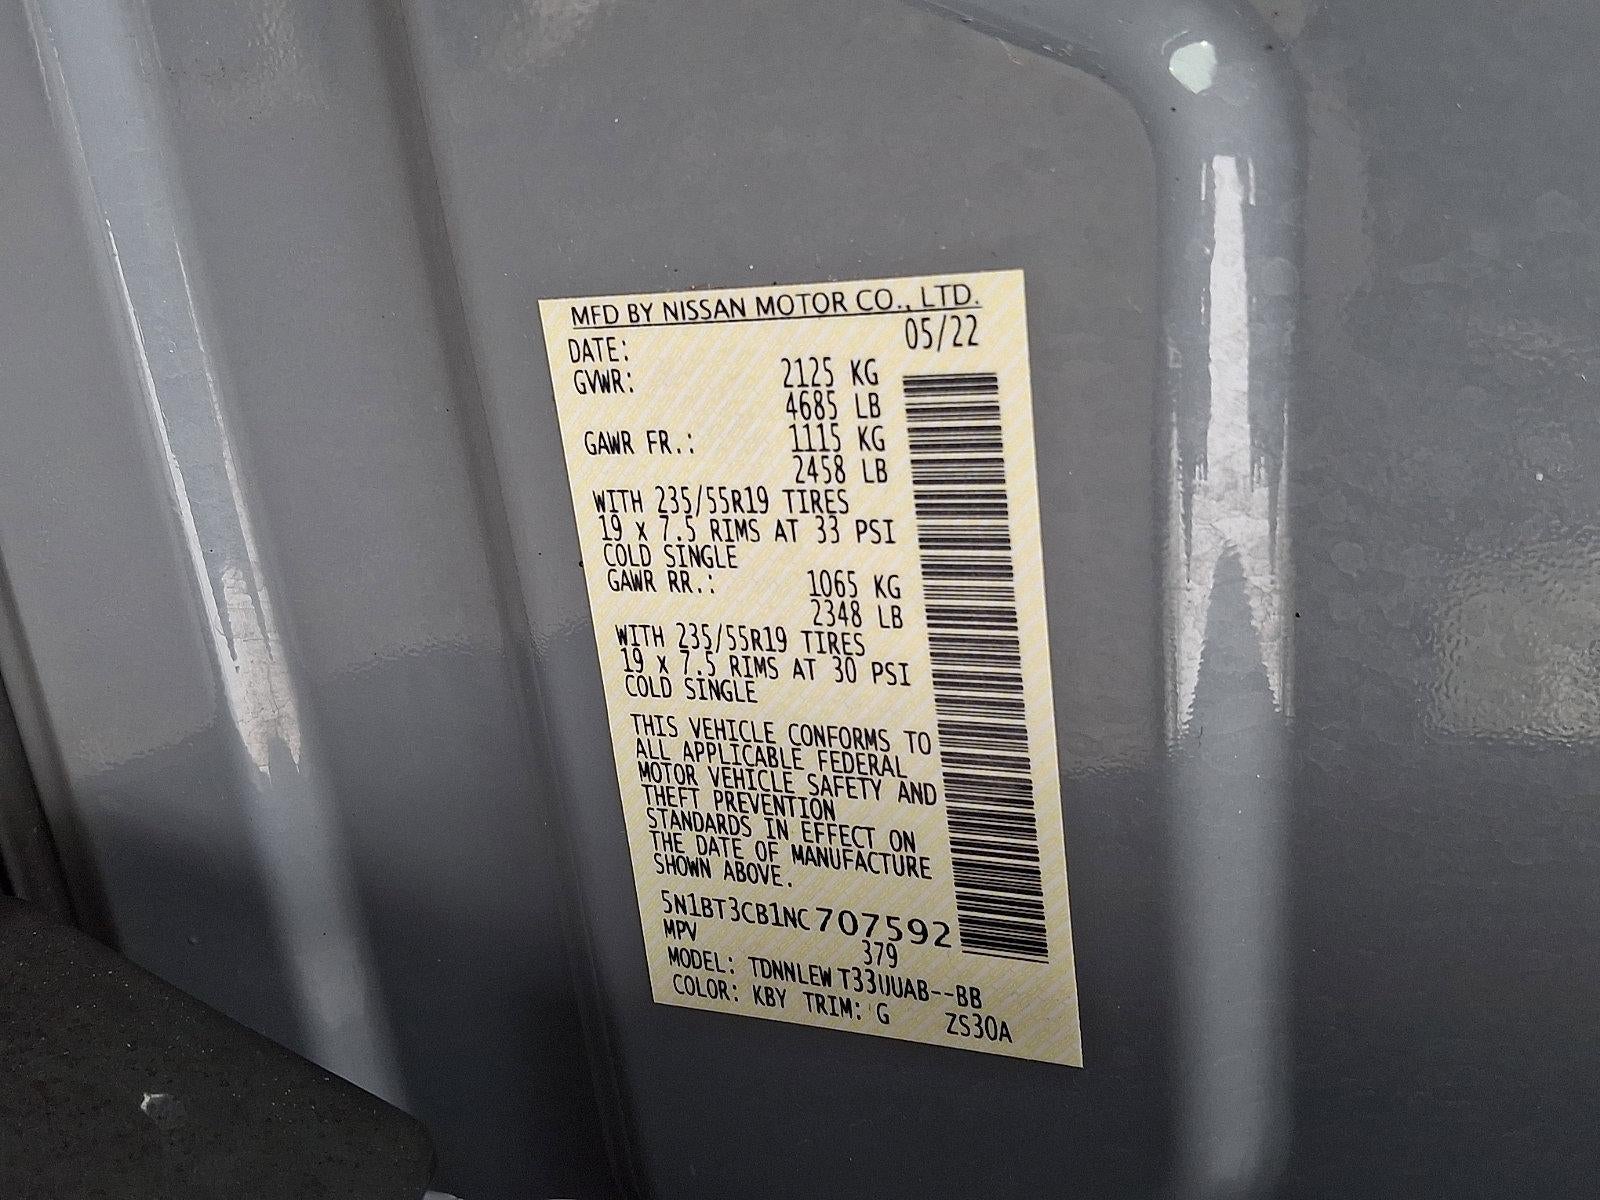 MFD BY NISSAN MOTOR CO., LTD.
DATE: 05/22
GVWR: 2125 KG
4685 LB
GAWR FR.: 1115 KG
2458 LB
WITH 235/55R19 TIRES
19 x 7.5 RIMS AT 33 PSI
COLD SINGLE
GAWR RR.: 1065 KG
2348 LB
WITH 235/55R19 TIRES
19 x 7.5 RIMS AT 30 PSI
COLD SINGLE
THIS VEHICLE CONFORMS TO
ALL APPLICABLE FEDERAL
MOTOR VEHICLE SAFETY AND
THEFT PREVENTION
STANDARDS IN EFFECT ON
THE DATE OF MANUFACTURE
SHOWN ABOVE.
5N1BT3CB1NC707592
MPV 379
MODEL: TDNNLEW T33UUAB--BB
COLOR: KBY TRIM: G ZS30A